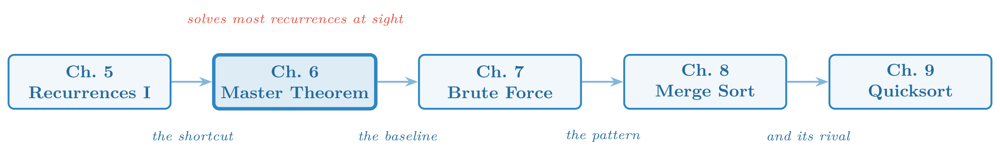 solves most recurrences at sight
Ch. 5
Recurrences I
Ch. 6
Master Theorem
Ch. 7
Brute Force
Ch. 8
Merge Sort
Ch. 9
Quicksort
the shortcut
the baseline
the pattern
and its rival